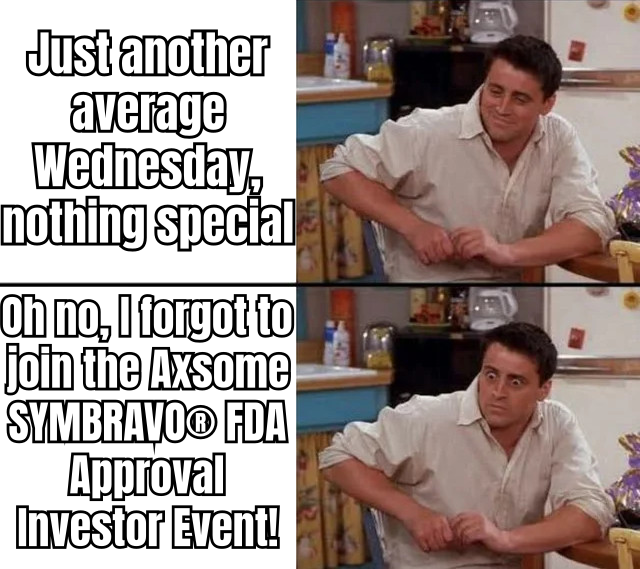 Just another
average
Wednesday,
nothing special
Oh no, I forgot to
join the Axsome
SYMBRAVO® FDA
Approval
Investor Event!